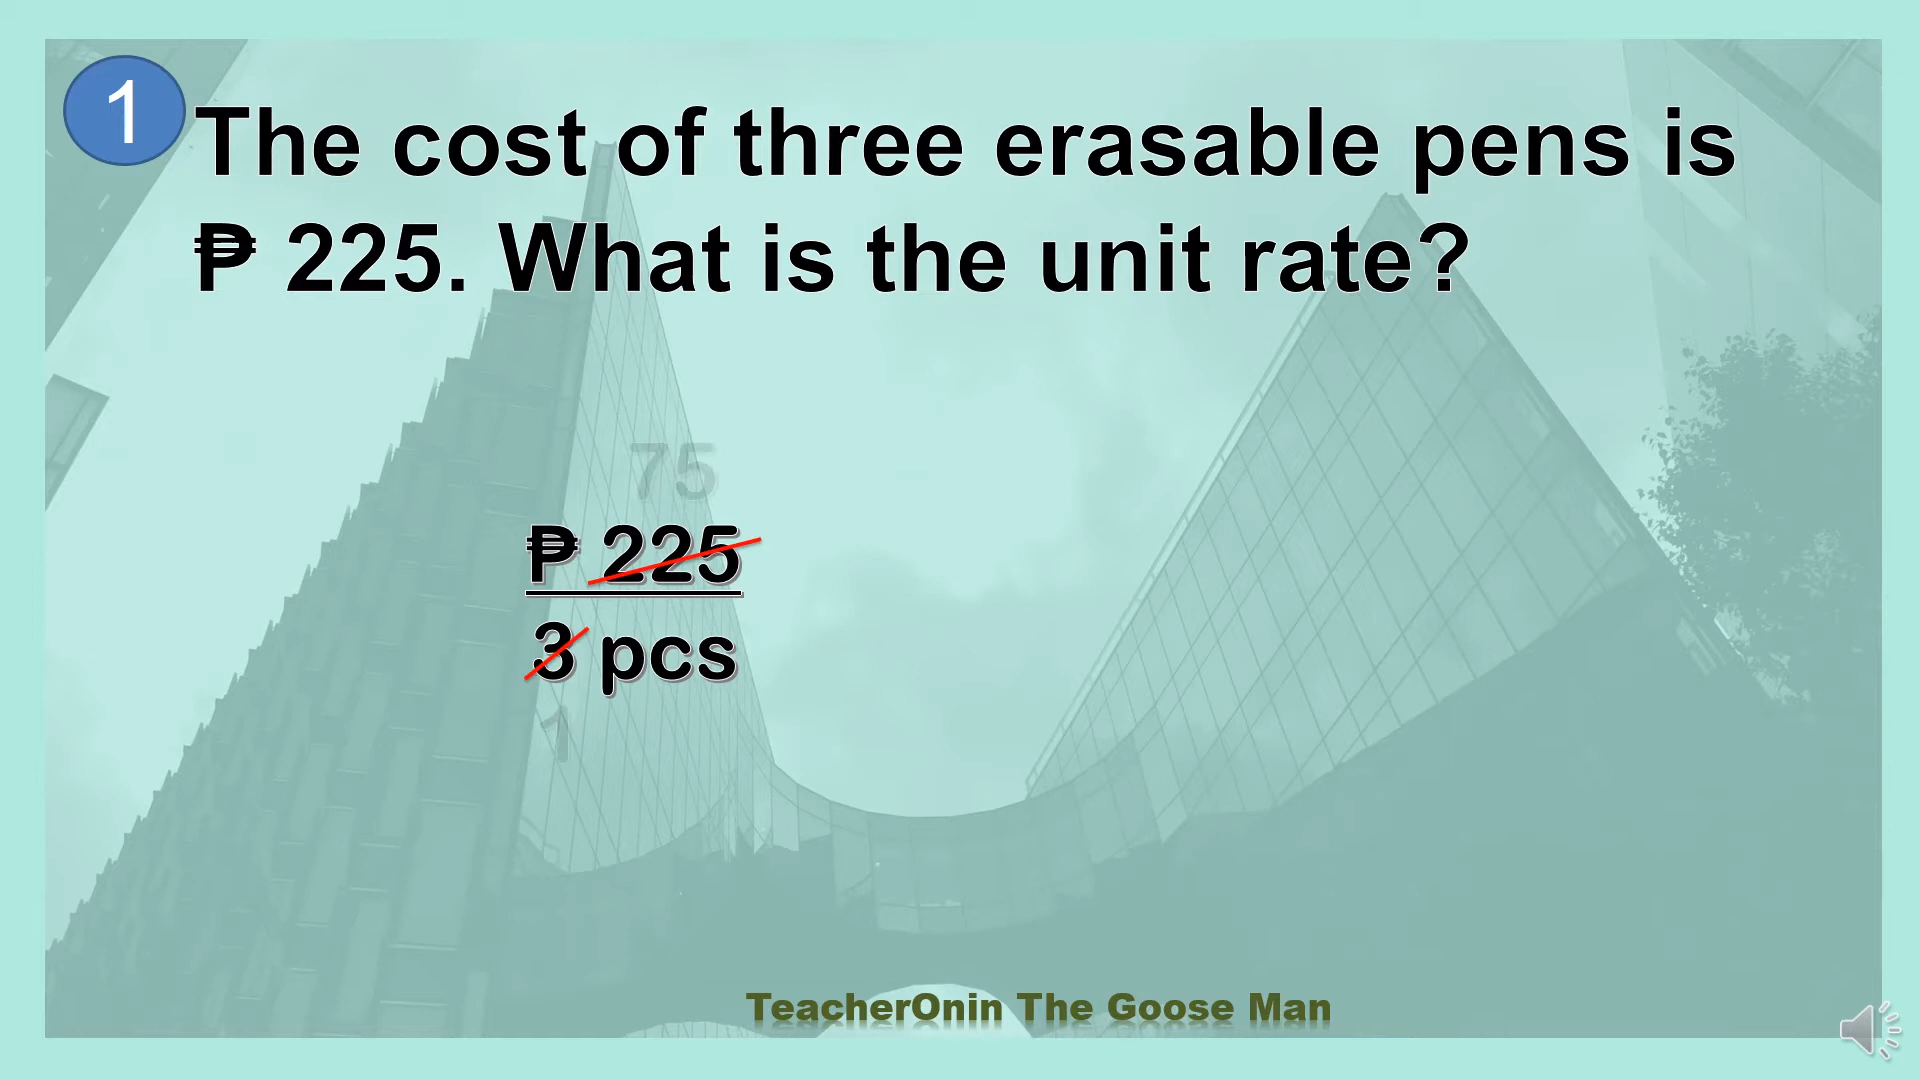 1
The cost of three erasable pens is
₱ 225. What is the unit rate?
75
₱ 225
3 pcs
1
TeacherOnin The Goose Man